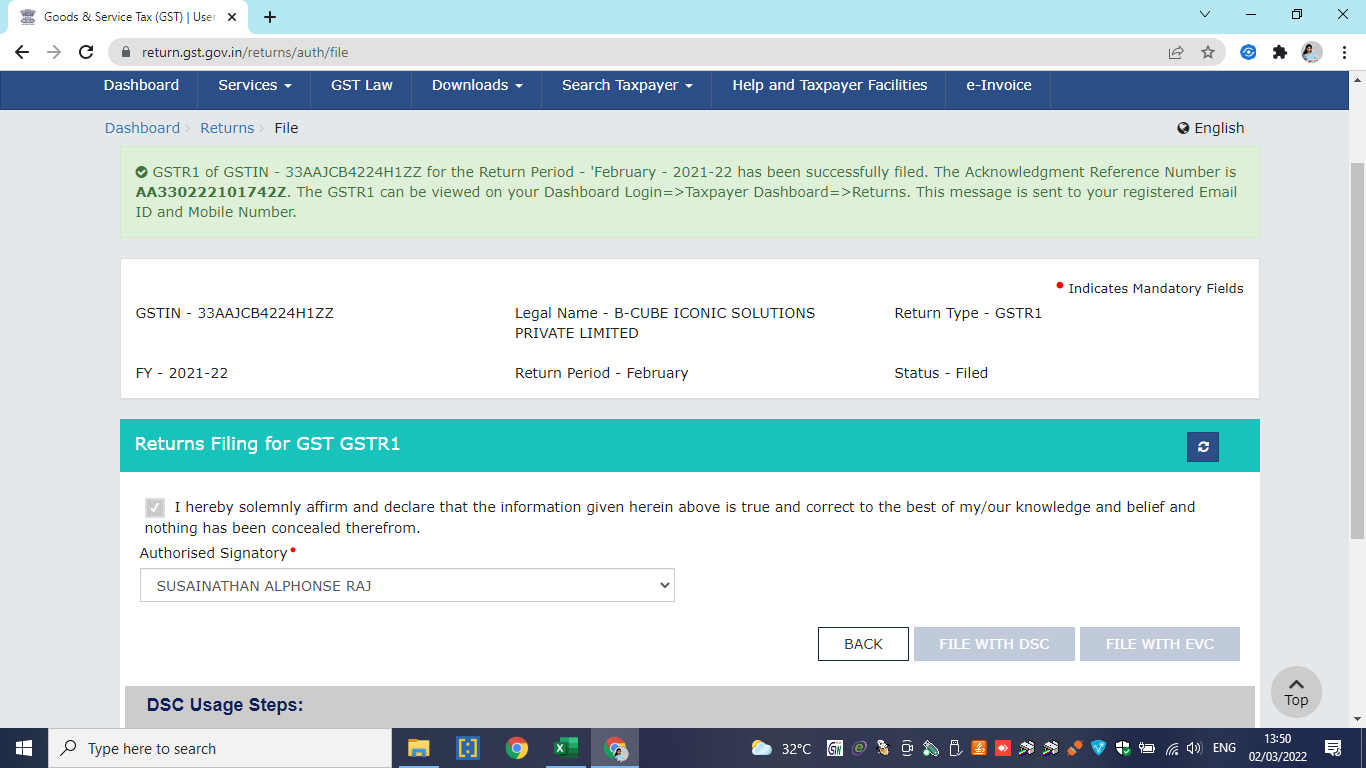 Goods & Service Tax (GST) | User
return.gst.gov.in/returns/auth/file
Dashboard Services GST Law Downloads Search Taxpayer Help and Taxpayer Facilities e-Invoice
Dashboard Returns File English
GSTR1 of GSTIN - 33AAJCB4224H1ZZ for the Return Period - 'February - 2021-22 has been successfully filed. The Acknowledgment Reference Number is
AA330222101742Z. The GSTR1 can be viewed on your Dashboard Login=>Taxpayer Dashboard=>Returns. This message is sent to your registered Email
ID and Mobile Number.
Indicates Mandatory Fields
GSTIN - 33AAJCB4224H1ZZ Legal Name - B-CUBE ICONIC SOLUTIONS Return Type - GSTR1
PRIVATE LIMITED
FY - 2021-22 Return Period - February Status - Filed
Returns Filing for GST GSTR1
I hereby solemnly affirm and declare that the information given herein above is true and correct to the best of my/our knowledge and belief and
nothing has been concealed therefrom.
Authorised Signatory
SUSAINATHAN ALPHONSE RAJ
BACK FILE WITH DSC FILE WITH EVC
DSC Usage Steps:
Top
Type here to search 32°C ENG 13:50
02/03/2022